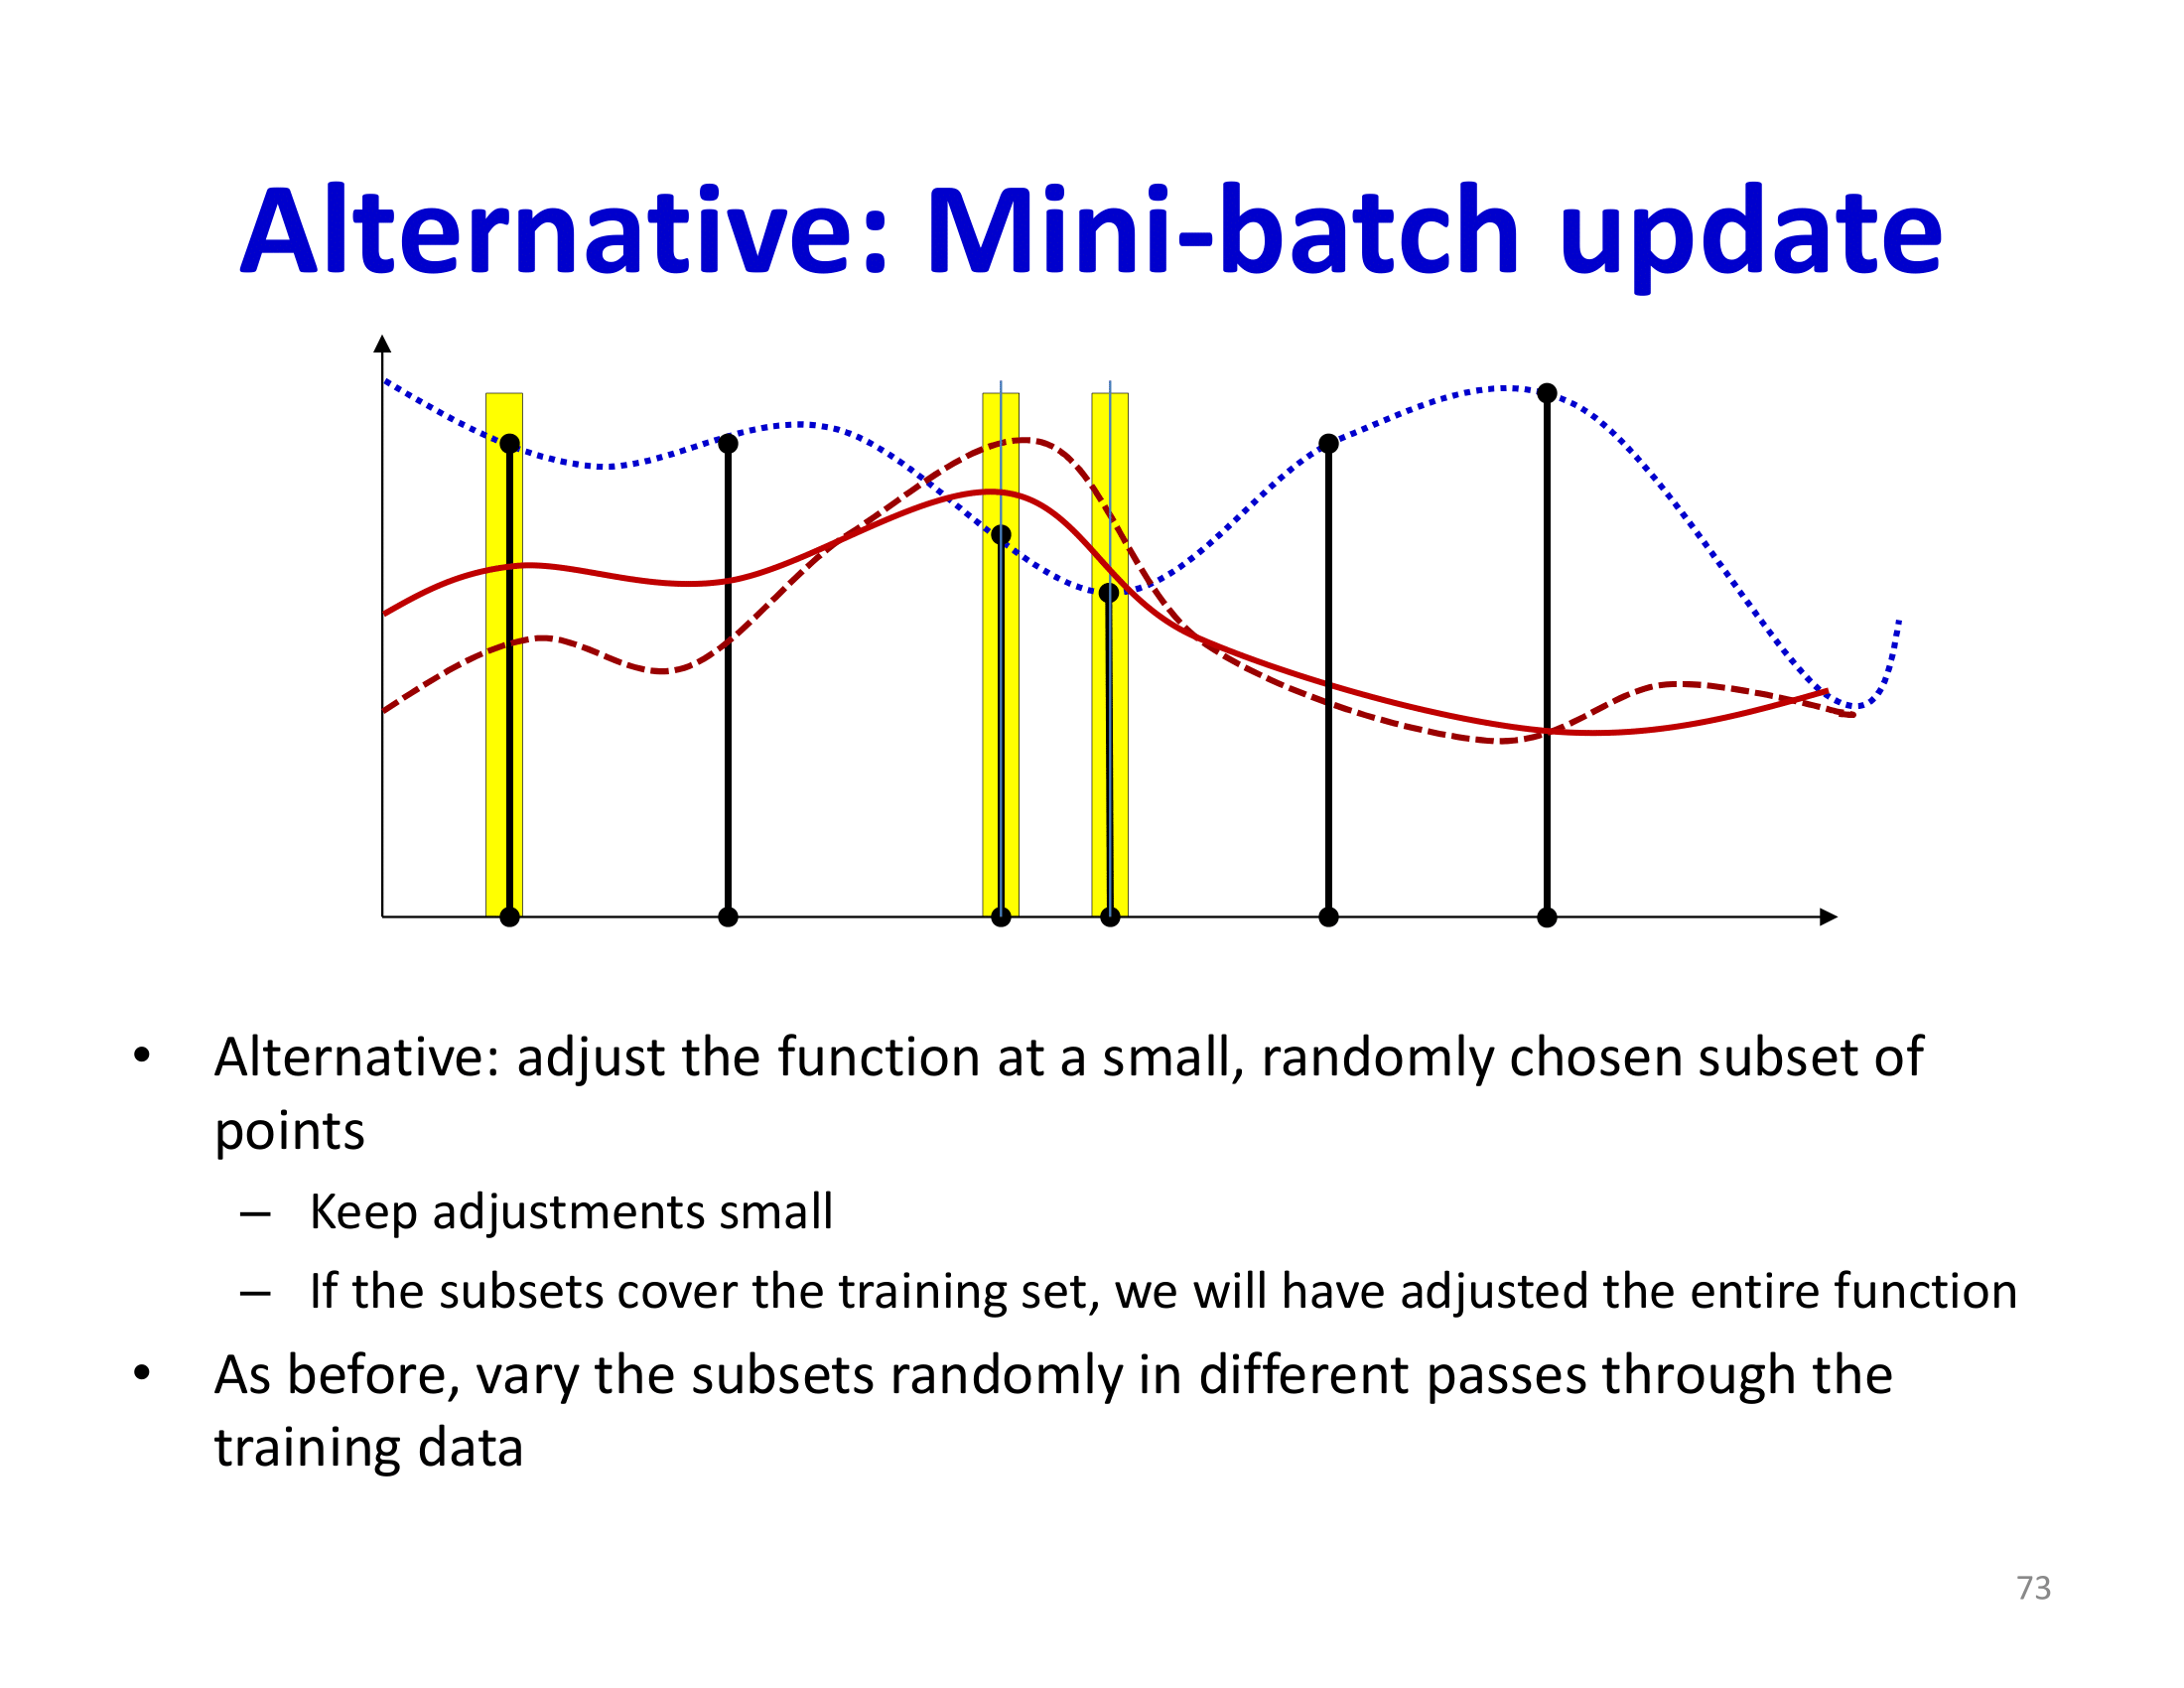 Alternative: Mini-batch update
• Alternative: adjust the function at a small, randomly chosen subset of
points
– Keep adjustments small
– If the subsets cover the training set, we will have adjusted the entire function
• As before, vary the subsets randomly in different passes through the
training data
73